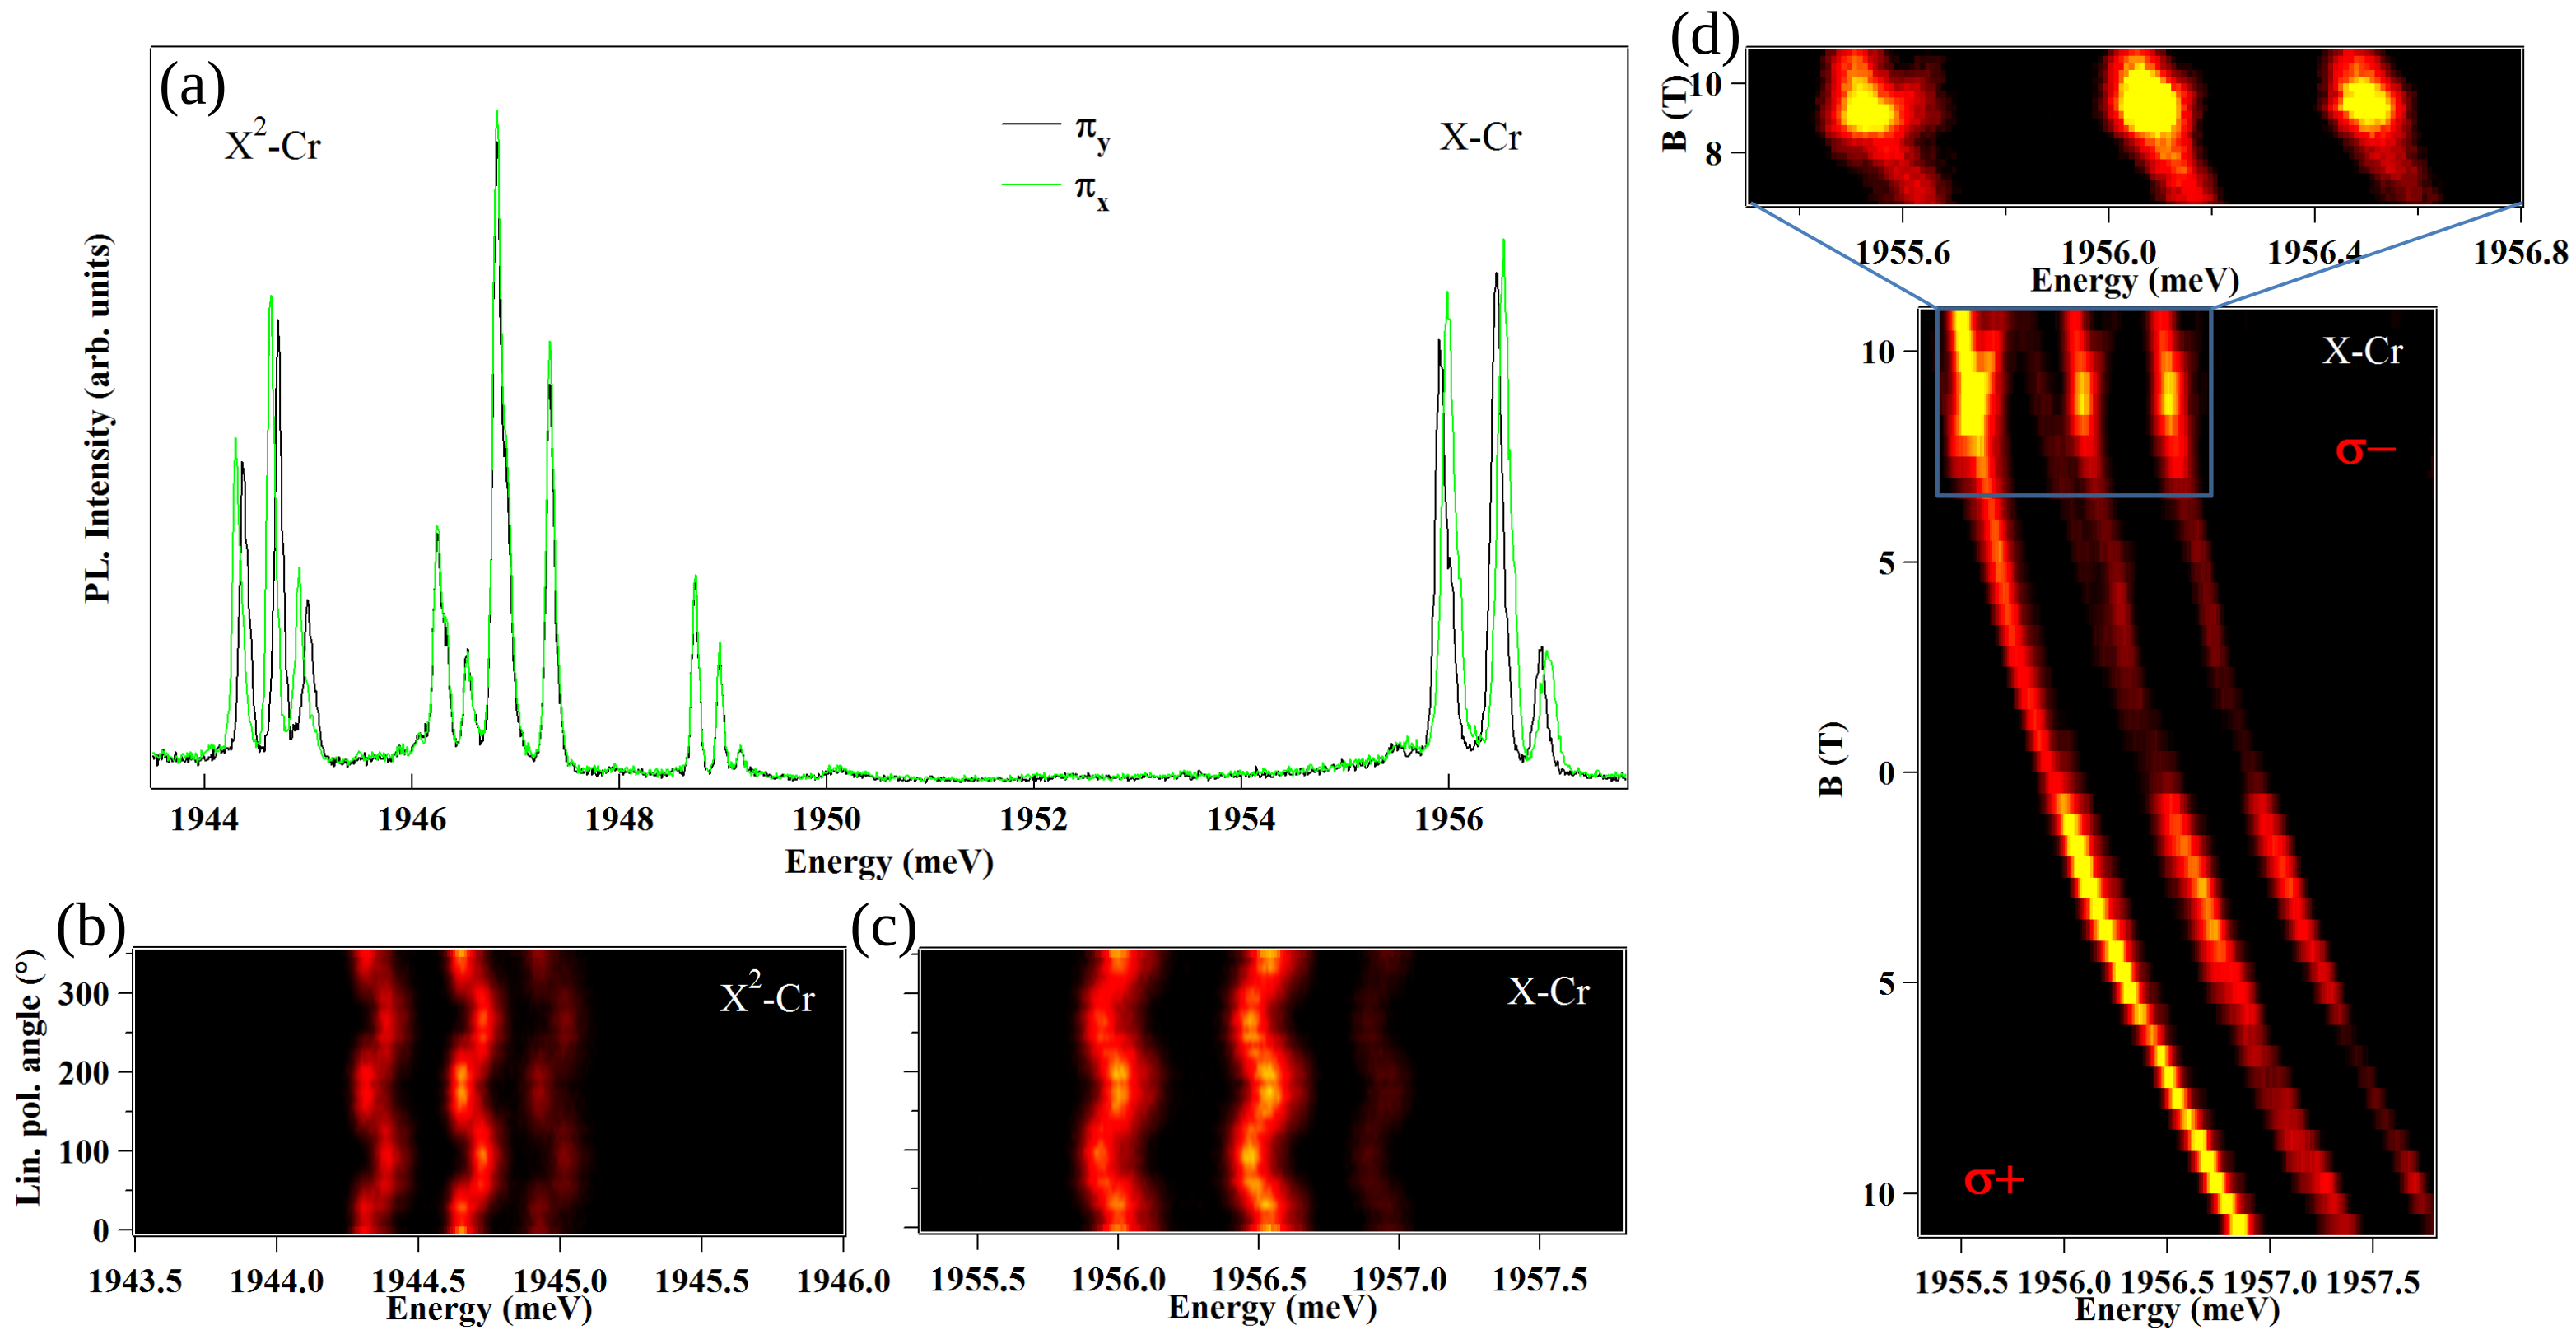 (a)
X2-Cr
πy
πx
X-Cr
PL. Intensity (arb. units)
1944 1946 1948 1950 1952 1954 1956
Energy (meV)
(b)
X2-Cr
Lin. pol. angle (°)
300
200
100
0
1943.5 1944.0 1944.5 1945.0 1945.5 1946.0
Energy (meV)
(c)
X-Cr
1955.5 1956.0 1956.5 1957.0 1957.5
Energy (meV)
(d)
B (T)
10
8
1955.6 1956.0 1956.4 1956.8
Energy (meV)
X-Cr
σ−
B (T)
10
5
0
5
10
σ+
1955.5 1956.0 1956.5 1957.0 1957.5
Energy (meV)